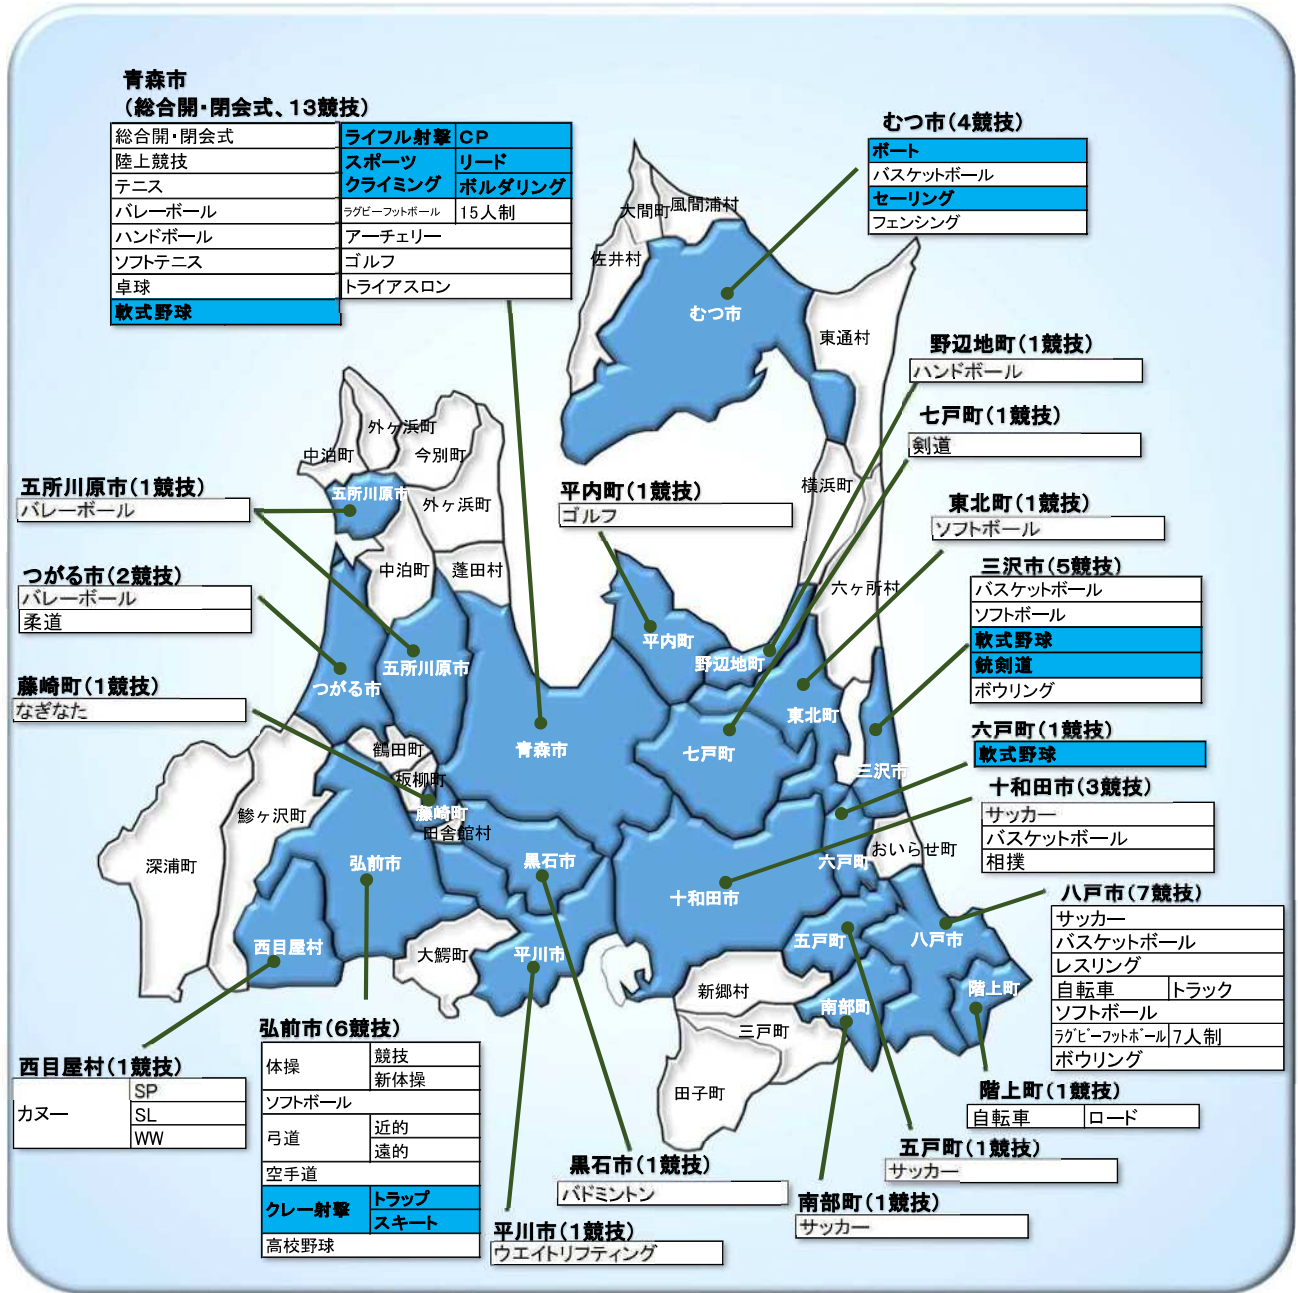 青森市
(総合開・閉会式、13競技)
総合開・閉会式
陸上競技
テニス
バレーボール
ハンドボール
ソフトテニス
卓球
軟式野球
ライフル射撃 CP
スポーツ リード
クライミング ボルダリング
ラグビーフットボール 15人制
アーチェリー
ゴルフ
トライアスロン
むつ市(4競技)
ボート
バスケットボール
セーリング
フェンシング
野辺地町(1競技)
ハンドボール
七戸町(1競技)
剣道
東北町(1競技)
ソフトボール
三沢市(5競技)
バスケットボール
ソフトボール
軟式野球
銃剣道
ボウリング
六戸町(1競技)
軟式野球
十和田市(3競技)
サッカー
バスケットボール
相撲
八戸市(7競技)
サッカー
バスケットボール
レスリング
自転車 トラック
ソフトボール
ラグビーフットボール 7人制
ボウリング
階上町(1競技)
自転車 ロード
五戸町(1競技)
サッカー
南部町(1競技)
サッカー
黒石市(1競技)
バドミントン
平川市(1競技)
ウエイトリフティング
弘前市(6競技)
体操 競技
新体操
ソフトボール
弓道 近的
遠的
空手道
クレー射撃 トラップ
スキート
高校野球
西目屋村(1競技)
カヌー SP
SL
WW
藤崎町(1競技)
なぎなた
つがる市(2競技)
バレーボール
柔道
五所川原市(1競技)
バレーボール
平内町(1競技)
ゴルフ
大間町
風間浦村
佐井村
むつ市
東通村
横浜町
六ヶ所村
外ヶ浜町
中泊町
今別町
五所川原市
外ヶ浜町
中泊町
蓬田村
平内町
野辺地町
五所川原市
つがる市
東北町
青森市
七戸町
鶴田町
板柳町
三沢市
藤崎町
鰺ヶ沢町
田舎館村
おいらせ町
深浦町
弘前市
黒石市
六戸町
十和田市
西目屋村
大鰐町
平川市
五戸町
八戸市
新郷村
階上町
南部町
三戸町
田子町